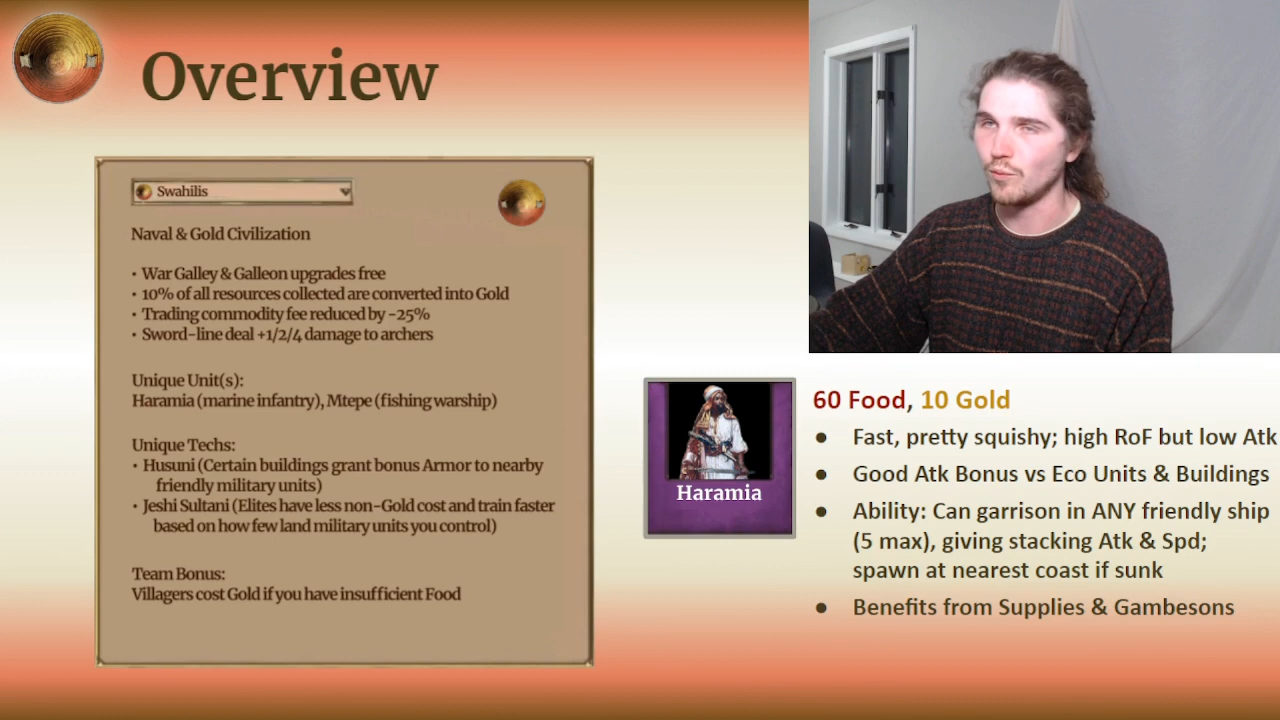 Overview
Swahilis
Naval & Gold Civilization
• War Galley & Galleon upgrades free
• 10% of all resources collected are converted into Gold
• Trading commodity fee reduced by -25%
• Sword-line deal +1/2/4 damage to archers
Unique Unit(s):
Haramia (marine infantry), Mtepe (fishing warship)
Unique Techs:
• Husuni (Certain buildings grant bonus Armor to nearby
friendly military units)
• Jeshi Sultani (Elites have less non-Gold cost and train faster
based on how few land military units you control)
Team Bonus:
Villagers cost Gold if you have insufficient Food
Haramia
60 Food, 10 Gold
● Fast, pretty squishy; high RoF but low Atk
● Good Atk Bonus vs Eco Units & Buildings
● Ability: Can garrison in ANY friendly ship
(5 max), giving stacking Atk & Spd;
spawn at nearest coast if sunk
● Benefits from Supplies & Gambesons